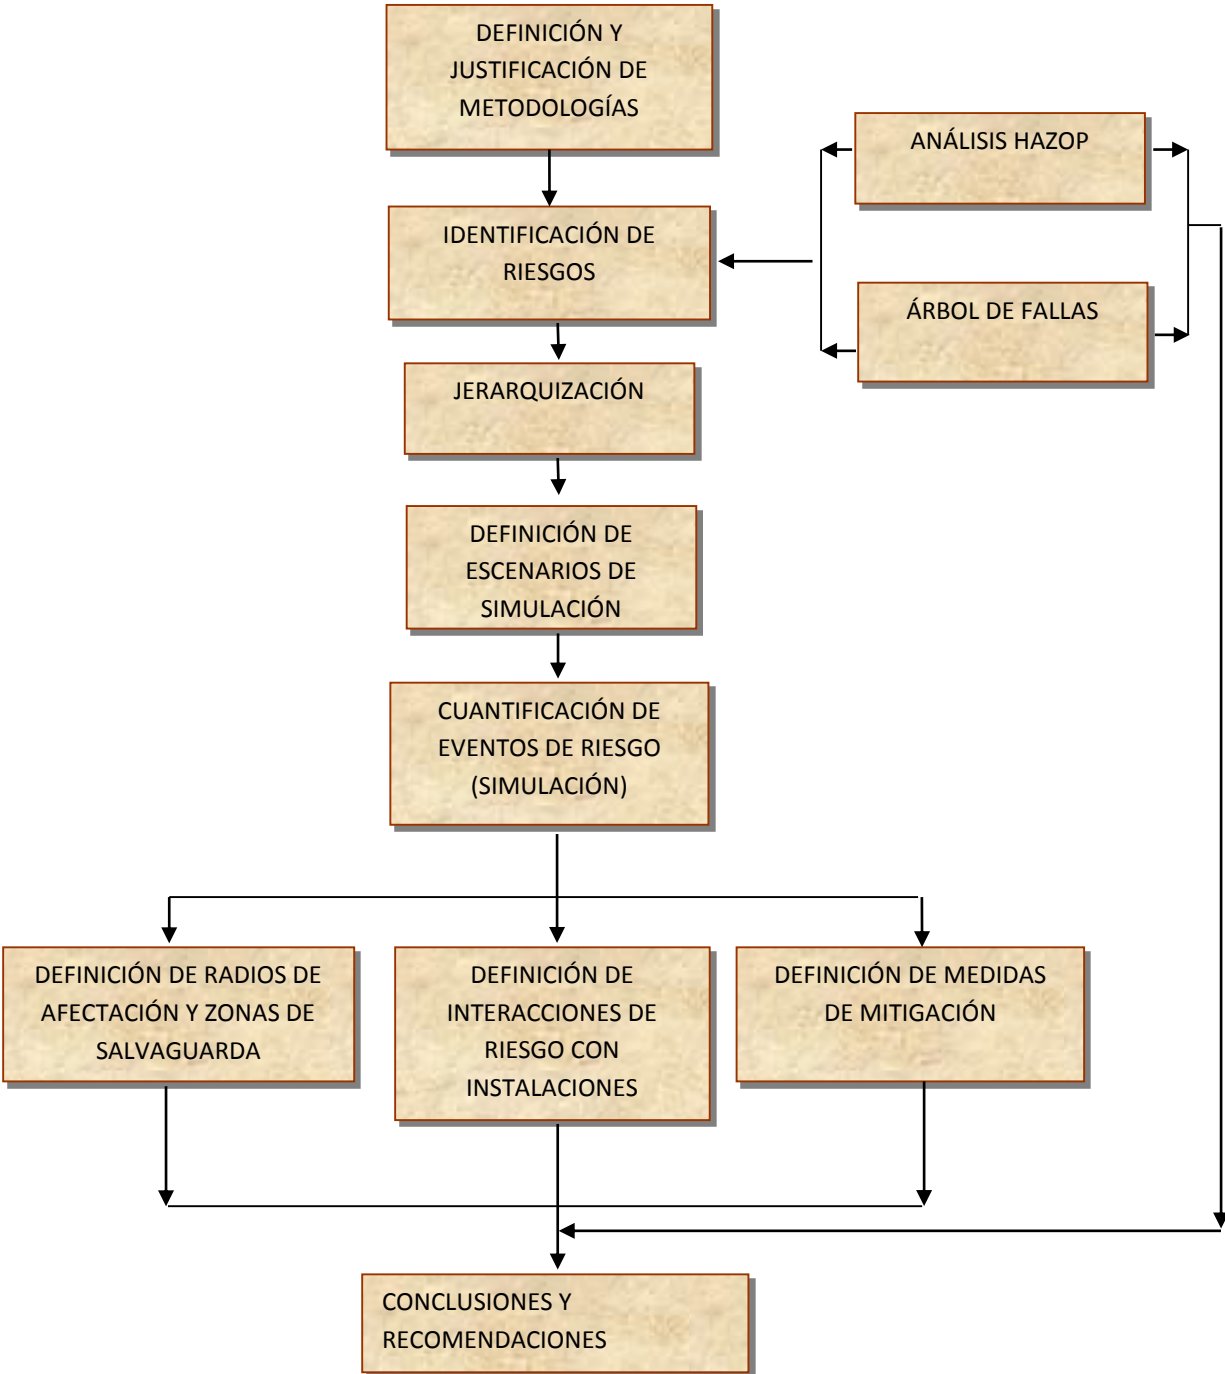 DEFINICIÓN Y
JUSTIFICACIÓN DE
METODOLOGÍAS
ANÁLISIS HAZOP
IDENTIFICACIÓN DE
RIESGOS
ÁRBOL DE FALLAS
JERARQUIZACIÓN
DEFINICIÓN DE
ESCENARIOS DE
SIMULACIÓN
CUANTIFICACIÓN DE
EVENTOS DE RIESGO
(SIMULACIÓN)
DEFINICIÓN DE RADIOS DE
AFECTACIÓN Y ZONAS DE
SALVAGUARDA
DEFINICIÓN DE
INTERACCIONES DE
RIESGO CON
INSTALACIONES
DEFINICIÓN DE MEDIDAS
DE MITIGACIÓN
CONCLUSIONES Y
RECOMENDACIONES